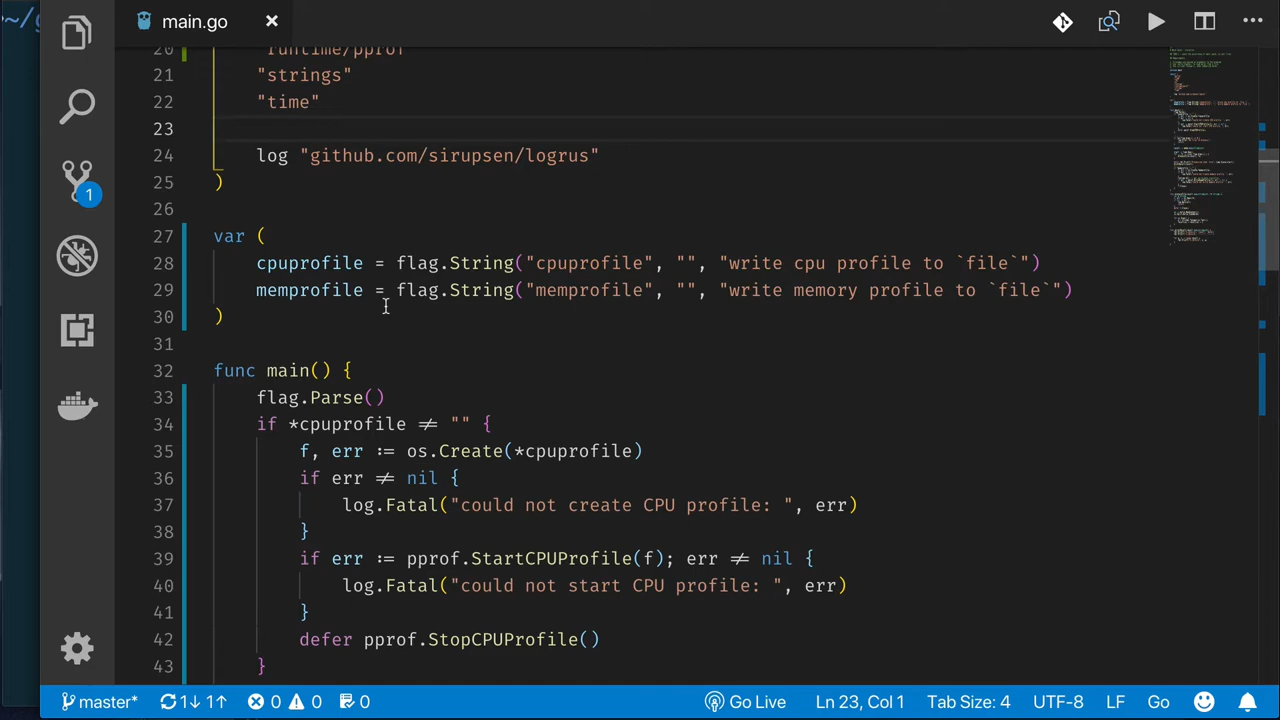 main.go
20 "runtime/pprof"
21 "strings"
22 "time"
23
24 log "github.com/sirupsen/logrus"
25 )
26
27 var (
28 cpuprofile = flag.String("cpuprofile", "", "write cpu profile to `file`")
29 memprofile = flag.String("memprofile", "", "write memory profile to `file`")
30 )
31
32 func main() {
33 flag.Parse()
34 if *cpuprofile != "" {
35 f, err := os.Create(*cpuprofile)
36 if err != nil {
37 log.Fatal("could not create CPU profile: ", err)
38 }
39 if err := pprof.StartCPUProfile(f); err != nil {
40 log.Fatal("could not start CPU profile: ", err)
41 }
42 defer pprof.StopCPUProfile()
43 }
1
master* 1↓ 1↑ 0 0 0 Go Live Ln 23, Col 1 Tab Size: 4 UTF-8 LF Go